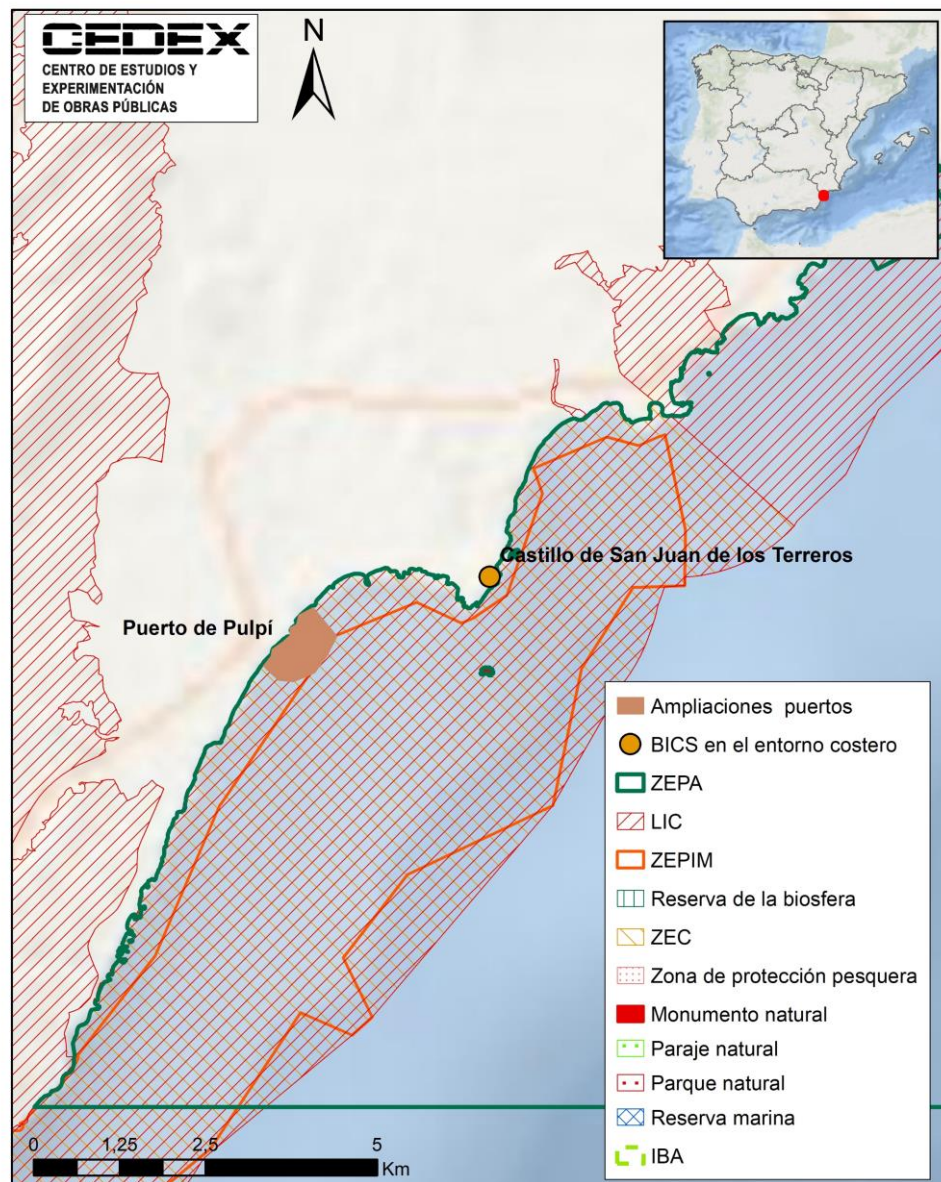 CEDEX
CENTRO DE ESTUDIOS Y
EXPERIMENTACIÓN
DE OBRAS PÚBLICAS
N
Castillo de San Juan de los Terreros
Puerto de Pulpí
Ampliaciones puertos
BICS en el entorno costero
ZEPA
LIC
ZEPIM
Reserva de la biosfera
ZEC
Zona de protección pesquera
Monumento natural
Paraje natural
Parque natural
Reserva marina
IBA
0 1,25 2,5 5
Km